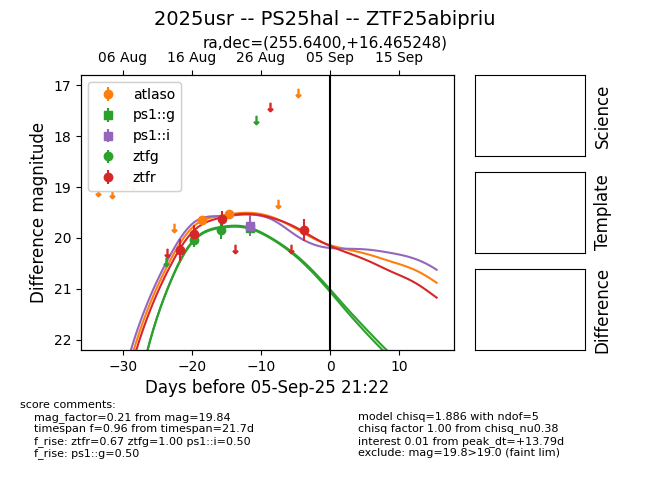 2025usr -- PS25hal -- ZTF25abipriu
ra,dec=(255.6400,+16.465248)
06 Aug 16 Aug 26 Aug 05 Sep 15 Sep
17
18
19
20
21
22
Difference magnitude
atlaso
ps1::g
ps1::i
ztfg
ztfr
−30 −20 −10 0 10
Days before 05-Sep-25 21:22
Science
Template
Difference
score comments:
mag_factor=0.21 from mag=19.84
timespan f=0.96 from timespan=21.7d
f_rise: ztfr=0.67 ztfg=1.00 ps1::i=0.50
f_rise: ps1::g=0.50
model chisq=1.886 with ndof=5
chisq factor 1.00 from chisq_nu0.38
interest 0.01 from peak_dt=+13.79d
exclude: mag=19.8>19.0 (faint lim)